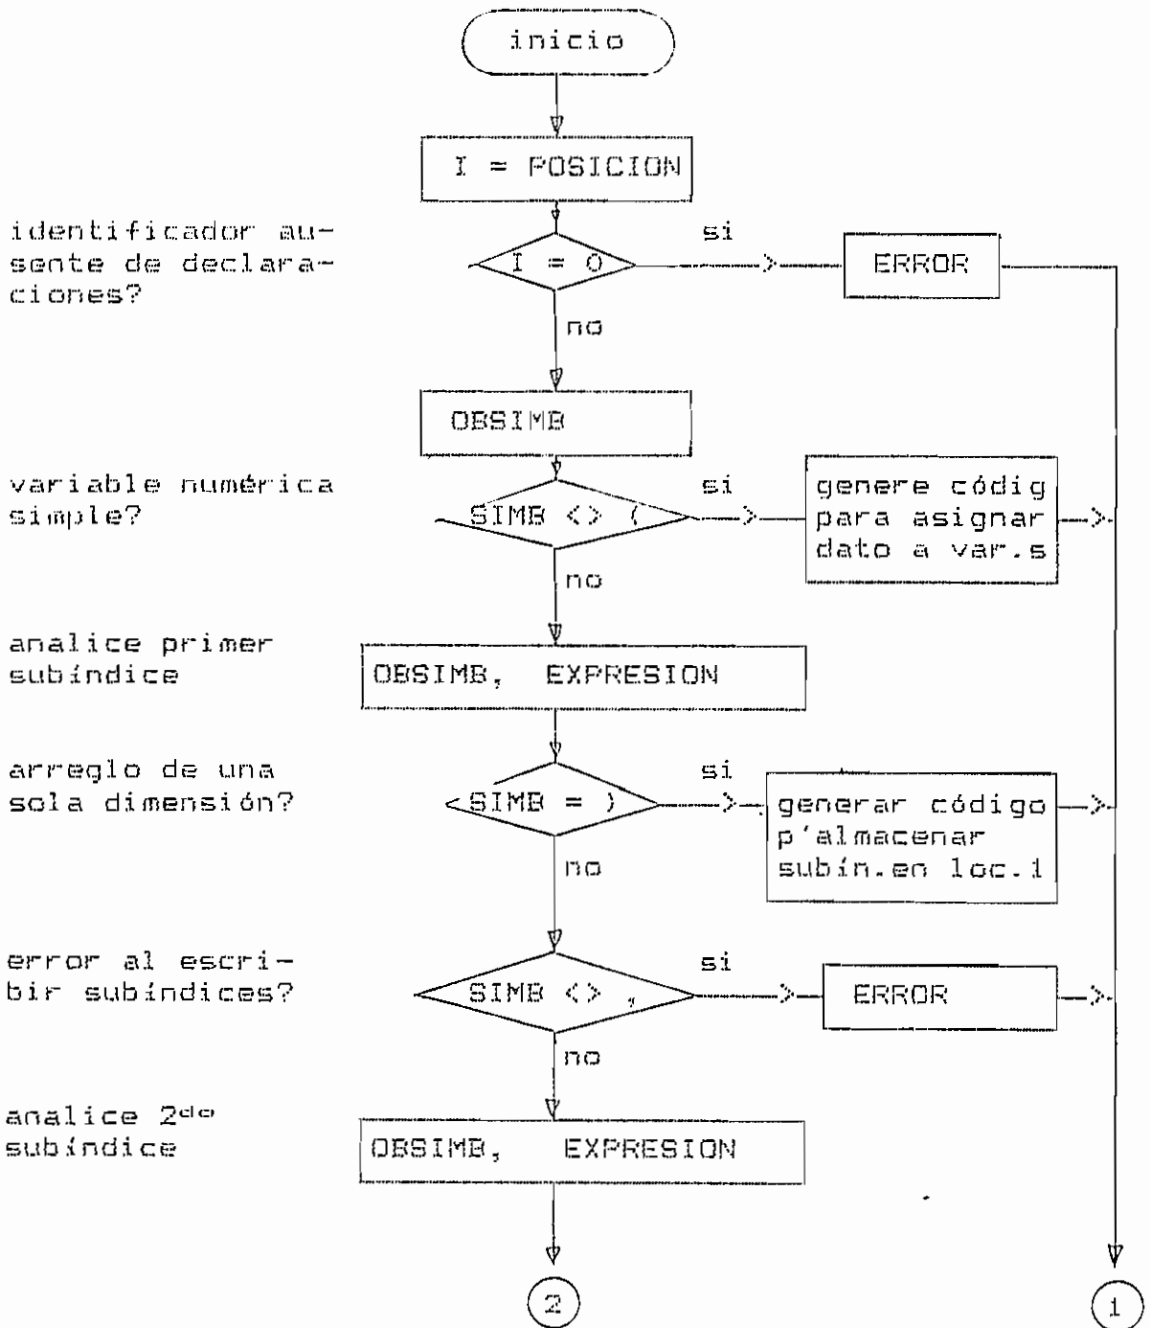 inicio
I = POSICION
identificador au-
sente de declara-
ciones?
I = 0
si
ERROR
no
OBSIMB
variable numérica
simple?
SIMB <> (
si
genere códig
para asignar
dato a var.s
no
analice primer
subíndice
OBSIMB, EXPRESION
arreglo de una
sola dimensión?
SIMB = )
si
generar código
p'almacenar
subín.en loc.1
no
error al escri-
bir subíndices?
SIMB <> ,
si
ERROR
no
analice 2do
subíndice
OBSIMB, EXPRESION
2
1